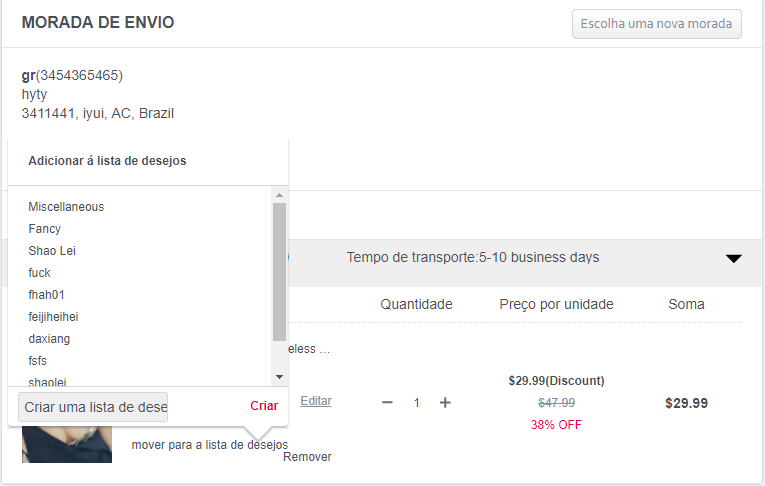 MORADA DE ENVIO
Escolha uma nova morada
gr(3454365465)
hyty
3411441, iyui, AC, Brazil
Adicionar á lista de desejos
Miscellaneous
Fancy
Shao Lei
fuck
fhah01
feijiheihei
daxiang
fsfs
shaolei
Criar uma lista de dese
Criar
Tempo de transporte:5-10 business days
Quantidade
Preço por unidade
Soma
eless ...
Editar
1
$29.99(Discount)
$47.99
38% OFF
$29.99
mover para a lista de desejos
Remover